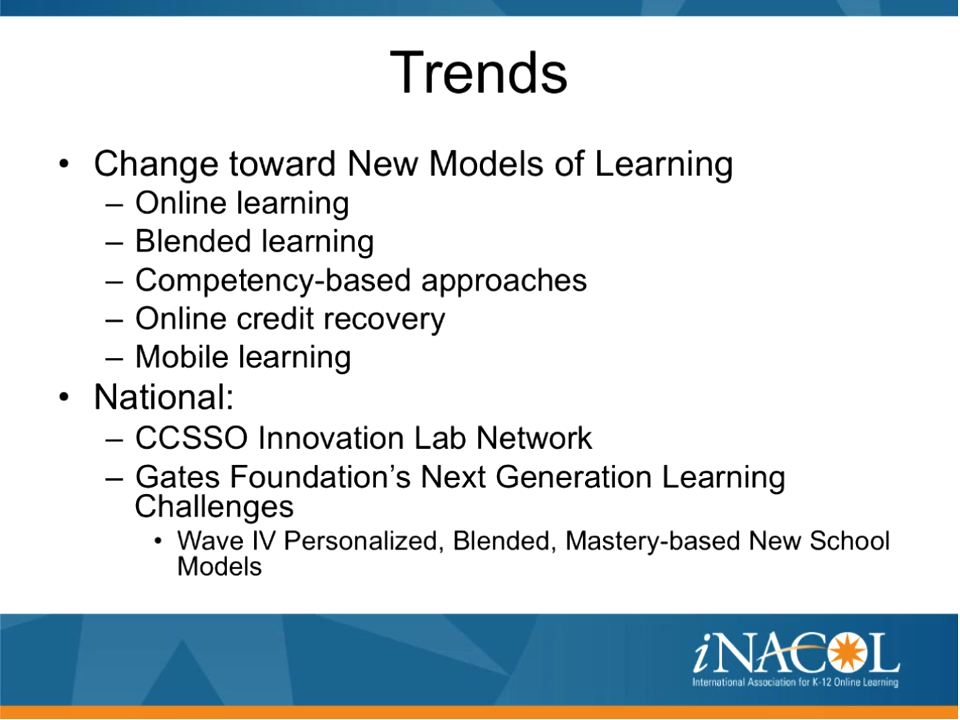 Trends
• Change toward New Models of Learning
– Online learning
– Blended learning
– Competency-based approaches
– Online credit recovery
– Mobile learning
• National:
– CCSSO Innovation Lab Network
– Gates Foundation’s Next Generation Learning
Challenges
• Wave IV Personalized, Blended, Mastery-based New School
Models
iNACOL
International Association for K-12 Online Learning